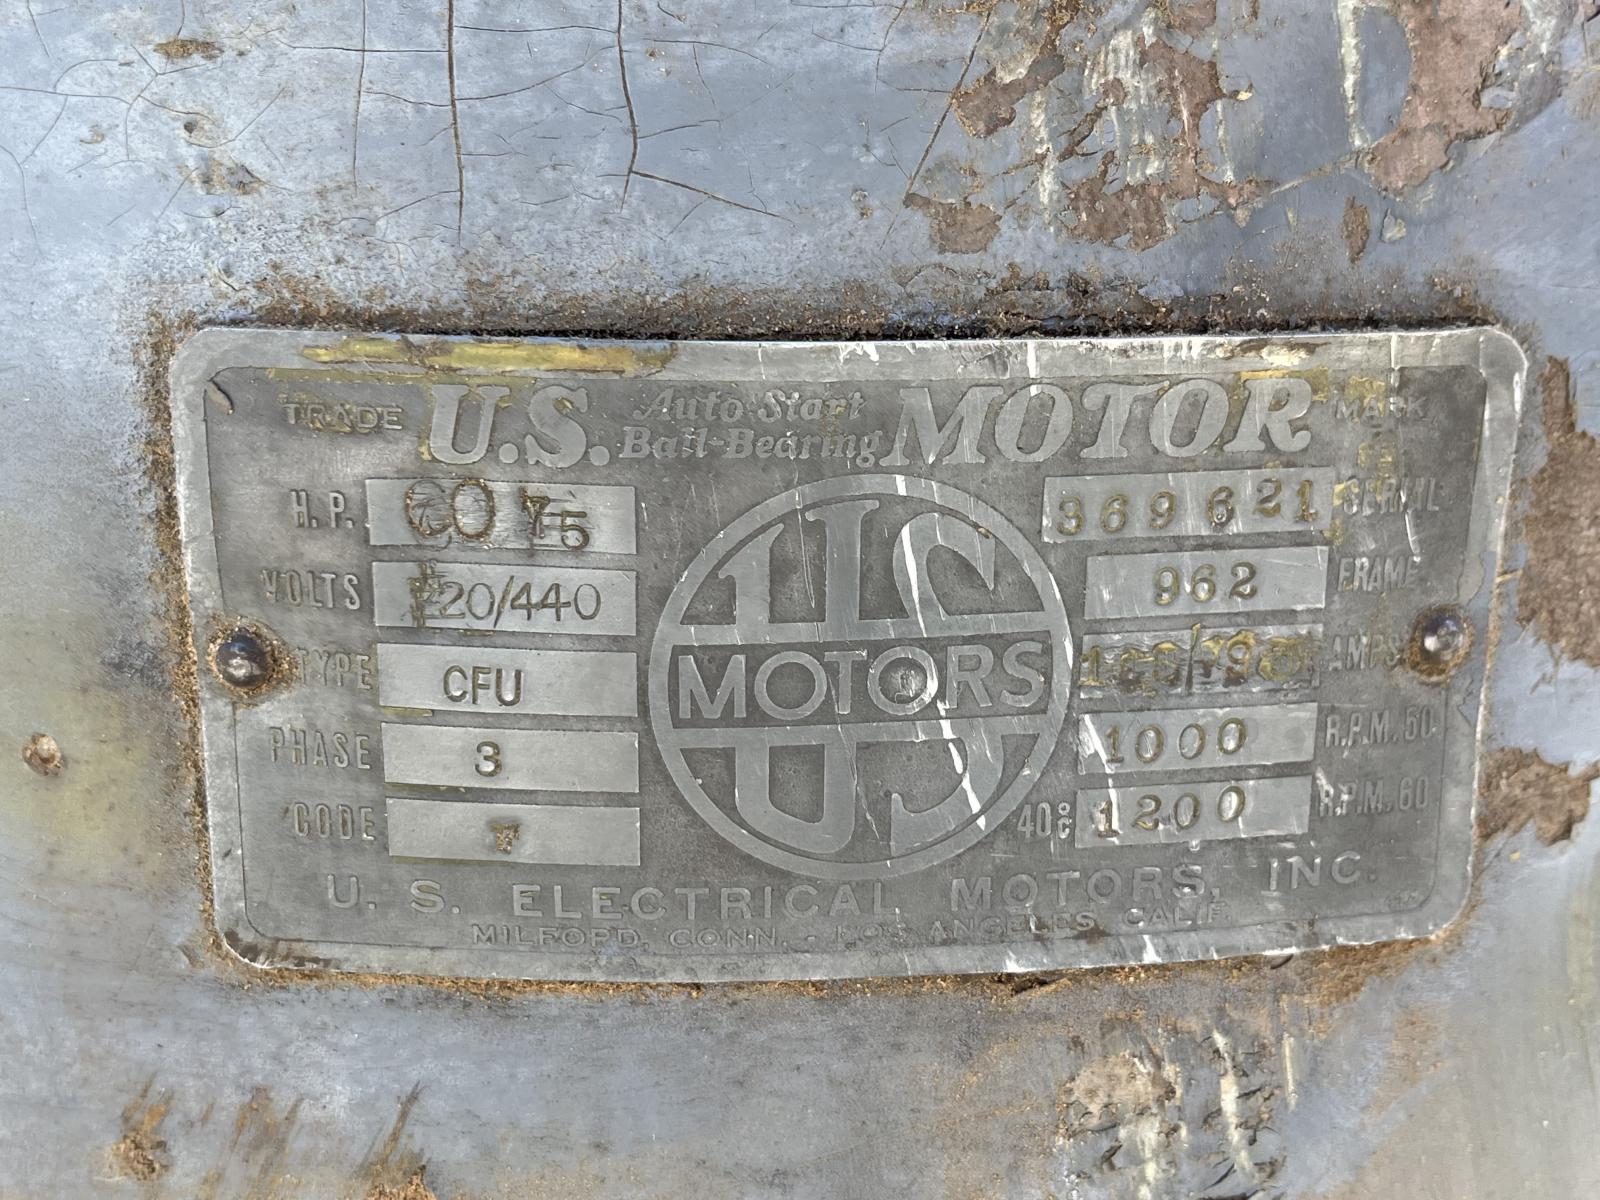 TRADE U.S. Auto Start Ball-Bearing MOTOR MARK
H.P. 60 75
369621 SERIAL
VOLTS 220/440
962 FRAME
TYPE CFU
AMPS.
PHASE 3
1000 R.P.M. 50
CODE F
40°C 1200 R.P.M. 60
US MOTORS
U. S. ELECTRICAL MOTORS, INC.
MILFORD, CONN. - LOS ANGELES, CALIF.